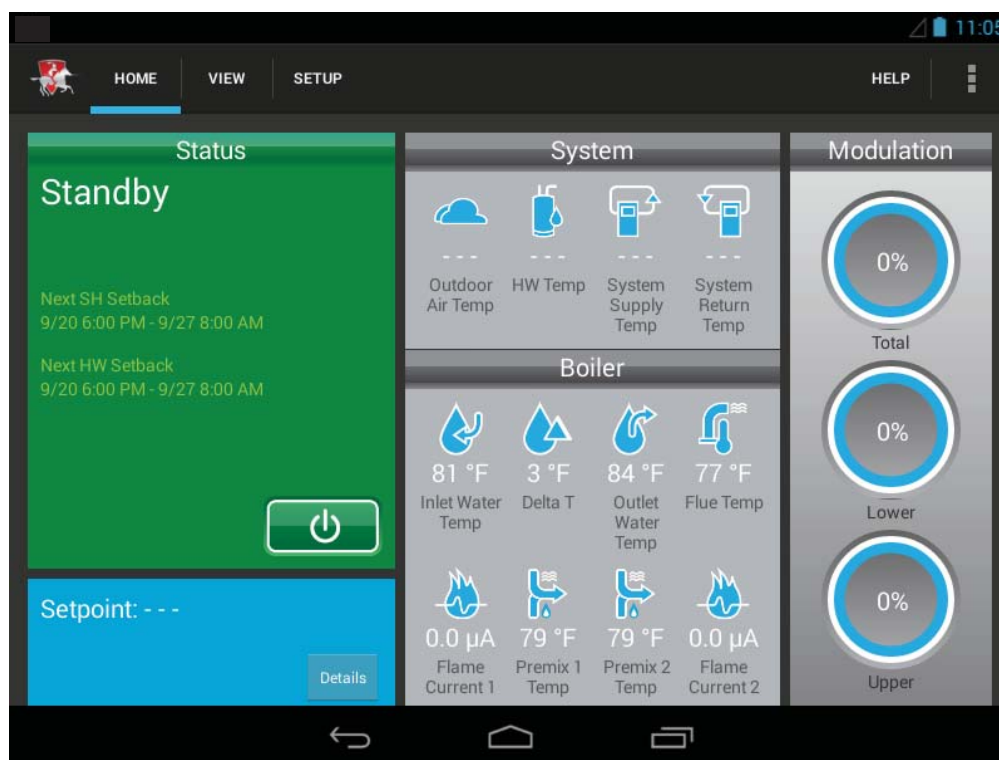 11:05
HOME
VIEW
SETUP
HELP
Status
Standby
Next SH Setback
9/20 6:00 PM - 9/27 8:00 AM
Next HW Setback
9/20 6:00 PM - 9/27 8:00 AM
Setpoint: - - -
Details
System
- - - - - - - - - - - -
Outdoor HW Temp System System
Air Temp Supply Return
Temp Temp
Boiler
81 °F 3 °F 84 °F 77 °F
Inlet Water Delta T Outlet Flue Temp
Temp Water
Temp
0.0 µA 79 °F 79 °F 0.0 µA
Flame Premix 1 Premix 2 Flame
Current 1 Temp Temp Current 2
Modulation
0%
Total
0%
Lower
0%
Upper